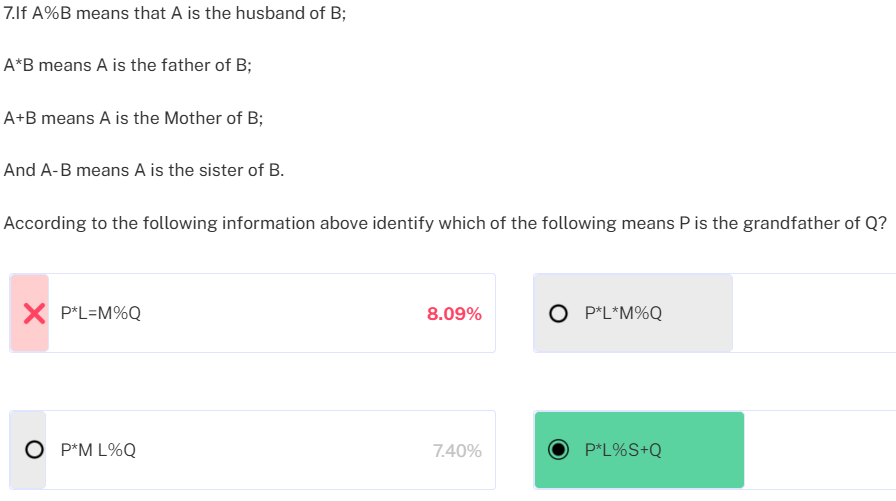 7.If A%B means that A is the husband of B;
A*B means A is the father of B;
A+B means A is the Mother of B;
And A-B means A is the sister of B.
According to the following information above identify which of the following means P is the grandfather of Q?
P*L=M%Q 8.09%
P*L*M%Q
P*M L%Q 7.40%
P*L%S+Q